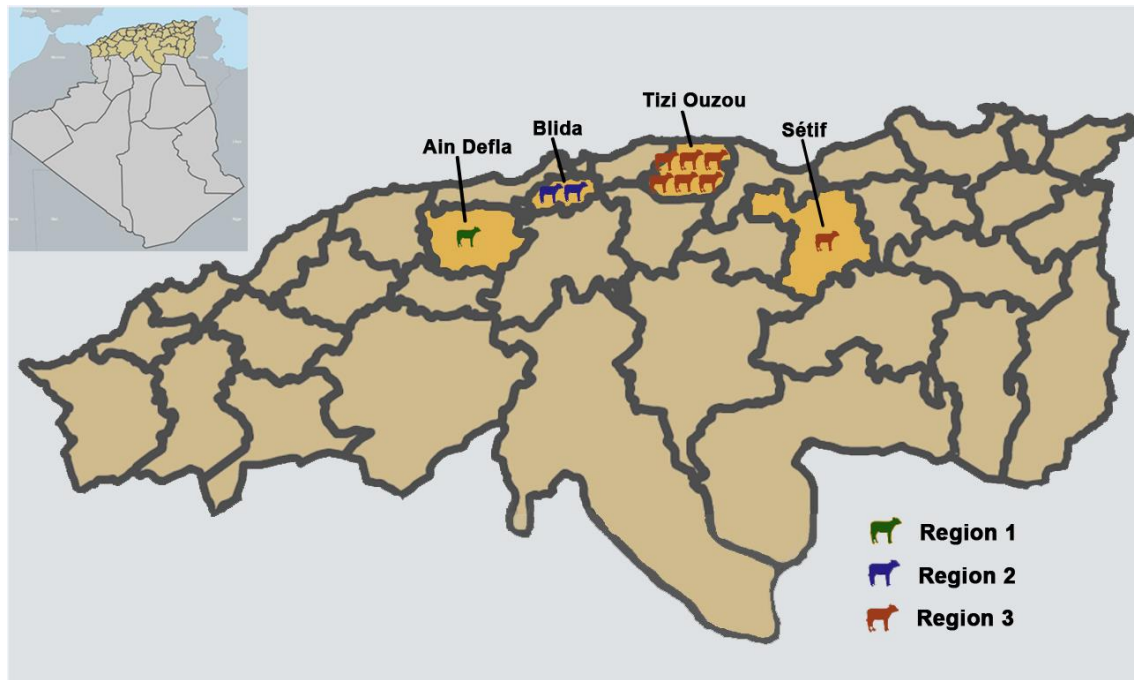 Tizi Ouzou
Blida
Sétif
Ain Defla
Region 1
Region 2
Region 3